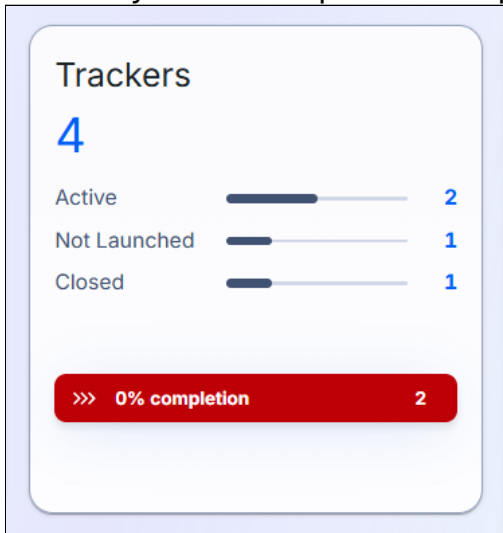 Trackers
4
Active 2
Not Launched 1
Closed 1
>>> 0% completion 2